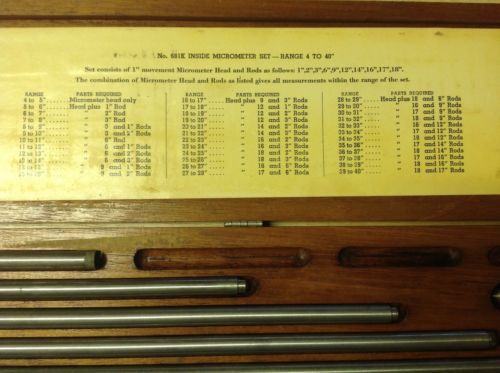 No. 681K INSIDE MICROMETER SET — RANGE 4 TO 40"
Set consists of 1" movement Micrometer Head and Rods as follows: 1",2",3",6",9",12",14",16",17",18".
The combination of Micrometer Head and Rods as listed gives all measurements within the range of the set.
RANGE PARTS REQUIRED
4 to 5" ..... Micrometer head only
5 to 6" ..... Head plus 1" Rod
6 to 7" ..... " 2" Rod
7 to 8" ..... " 3" Rod
8 to 9" ..... " 3 and 1" Rods
9 to 10" ..... " 3 and 2" Rods
10 to 11" ..... " 6" Rod
11 to 12" ..... " 6 and 1" Rods
12 to 13" ..... " 6 and 2" Rods
" 6 and 3" Rods
" 9 and 1" Rods
" 9 and 2" Rods
RANGE PARTS REQUIRED
16 to 17" ..... Head plus 9 and 3" Rods
17 to 18" ..... " 12 and 1" Rods
18 to 19" ..... " 12 and 2" Rods
19 to 20" ..... " 12 and 3" Rods
20 to 21" ..... " 14 and 2" Rods
21 to 22" ..... " 14 and 3" Rods
22 to 23" ..... " 16 and 2" Rods
23 to 24" ..... " 16 and 3" Rods
24 to 25" ..... " 18 and 2" Rods
25 to 26" ..... " 18 and 3" Rods
26 to 27" ..... " 16 and 6" Rods
27 to 28" ..... " 17 and 6" Rods
RANGE PARTS REQUIRED
28 to 29" ..... Head plus 18 and 6" Rods
29 to 30" ..... " 16 and 9" Rods
30 to 31" ..... " 17 and 9" Rods
31 to 32" ..... " 18 and 9" Rods
32 to 33" ..... " 16 and 12" Rods
33 to 34" ..... " 17 and 12" Rods
34 to 35" ..... " 18 and 12" Rods
35 to 36" ..... " 17 and 14" Rods
36 to 37" ..... " 18 and 14" Rods
37 to 38" ..... " 17 and 16" Rods
38 to 39" ..... " 18 and 16" Rods
39 to 40" ..... " 18 and 17" Rods